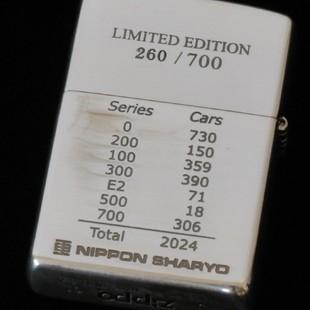 LIMITED EDITION
260 / 700
Series Cars
0 730
200 150
100 359
300 390
E2 71
500 18
700 306
Total 2024
NIPPON SHARYO
Zippo